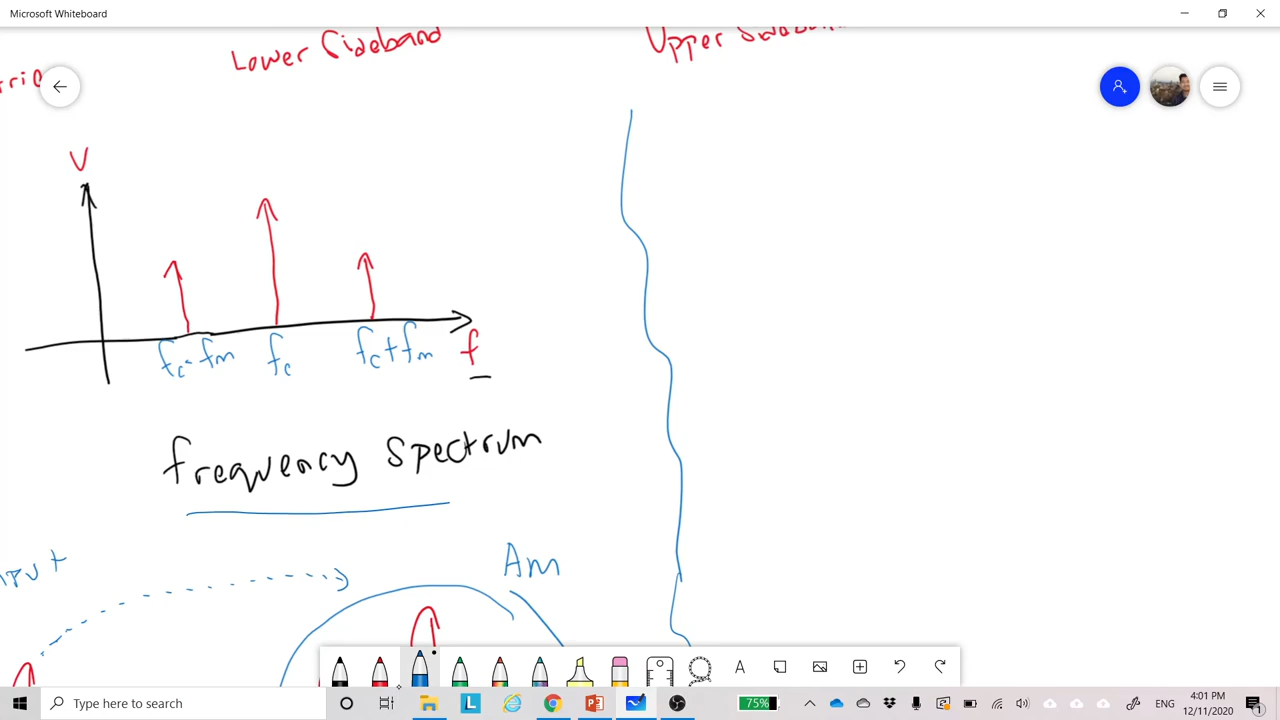 Microsoft Whiteboard
Lower Sideband
Upper
V
fc - fm
fc
fc + fm
f
frequency spectrum
Am
A
Type here to search
L
75%
ENG
4:01 PM
12/11/2020
1